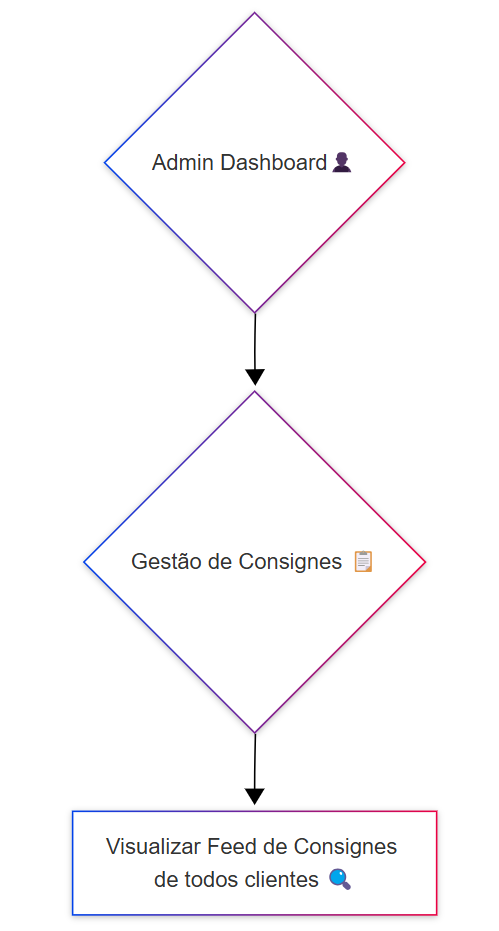 Admin Dashboard 👤
Gestão de Consignes 📋
Visualizar Feed de Consignes
de todos clientes 🔍